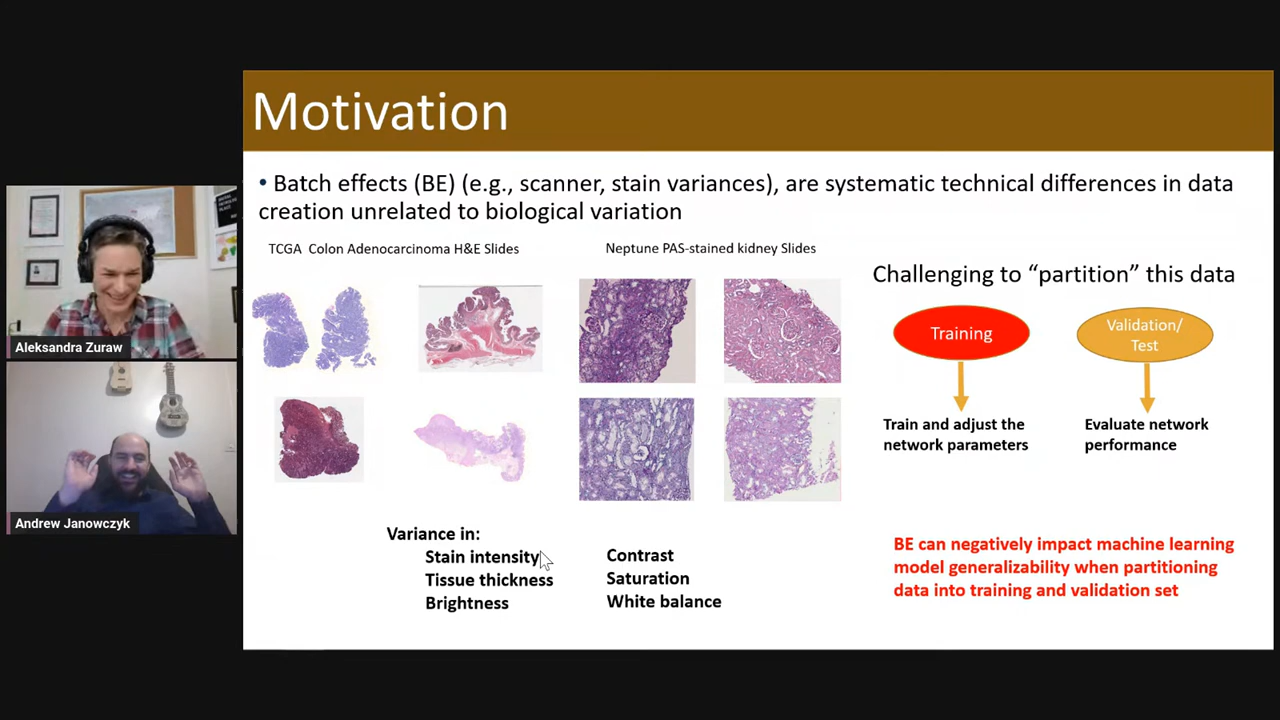 Motivation
• Batch effects (BE) (e.g., scanner, stain variances), are systematic technical differences in data
creation unrelated to biological variation
TCGA Colon Adenocarcinoma H&E Slides
Neptune PAS-stained kidney Slides
Challenging to “partition” this data
Training
Validation/
Test
Train and adjust the
network parameters
Evaluate network
performance
Variance in:
Stain intensity
Tissue thickness
Brightness
Contrast
Saturation
White balance
BE can negatively impact machine learning
model generalizability when partitioning
data into training and validation set
Aleksandra Zuraw
Andrew Janowczyk